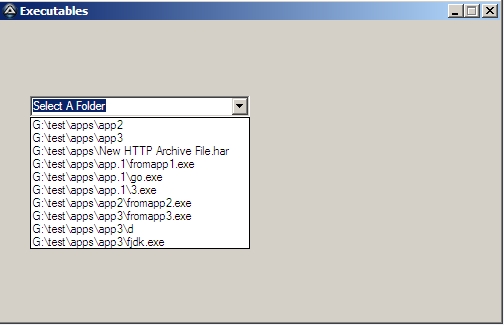 Executables
Select A Folder
G:\test\apps\app2
G:\test\apps\app3
G:\test\apps\New HTTP Archive File.har
G:\test\apps\app.1\fromapp1.exe
G:\test\apps\app.1\go.exe
G:\test\apps\app.1\3.exe
G:\test\apps\app2\fromapp2.exe
G:\test\apps\app3\fromapp3.exe
G:\test\apps\app3\d
G:\test\apps\app3\fjdk.exe